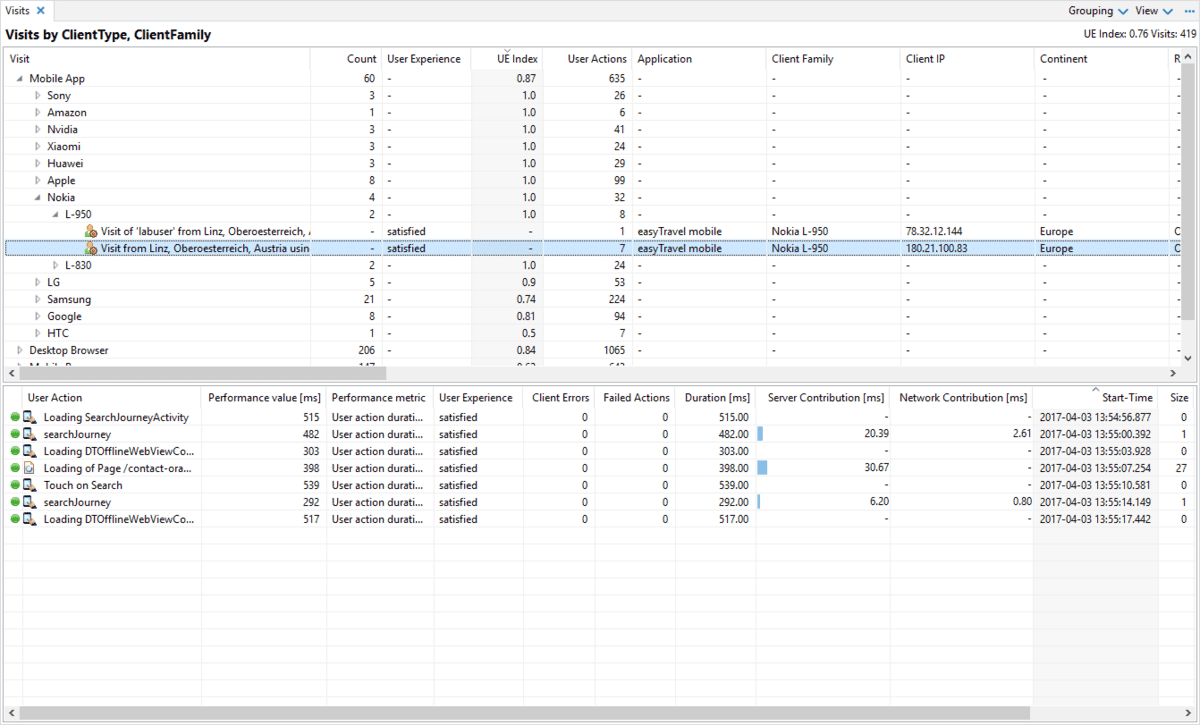 Visits
Grouping View
Visits by ClientType, ClientFamily UE Index: 0.76 Visits: 419
Visit Count User Experience UE Index User Actions Application Client Family Client IP Continent R
Mobile App 60 - 0.87 635 - - - - -
Sony 3 - 1.0 26 - - - - -
Amazon 1 - 1.0 6 - - - - -
Nvidia 3 - 1.0 41 - - - - -
Xiaomi 3 - 1.0 24 - - - - -
Huawei 3 - 1.0 29 - - - - -
Apple 8 - 1.0 99 - - - - -
Nokia 4 - 1.0 32 - - - - -
L-950 2 - 1.0 8 - - - - -
Visit of 'labuser' from Linz, Oberoesterreich, - satisfied - 1 easyTravel mobile Nokia L-950 78.32.12.144 Europe
Visit from Linz, Oberoesterreich, Austria usin - satisfied - 7 easyTravel mobile Nokia L-950 180.21.100.83 Europe
L-830 2 - 1.0 24 - - - - -
LG 5 - 0.9 53 - - - - -
Samsung 21 - 0.74 224 - - - - -
Google 8 - 0.81 94 - - - - -
HTC 1 - 0.5 7 - - - - -
Desktop Browser 206 - 0.84 1065 - - - - -
User Action Performance value [ms] Performance metric User Experience Client Errors Failed Actions Duration [ms] Server Contribution [ms] Network Contribution [ms] Start-Time Size
Loading SearchJourneyActivity 515 User action durati... satisfied 0 0 515.00 - - 2017-04-03 13:54:56.877 0
searchJourney 482 User action durati... satisfied 0 0 482.00 20.39 2.61 2017-04-03 13:55:00.392 1
Loading DTOfflineWebViewCo... 303 User action durati... satisfied 0 0 303.00 - - 2017-04-03 13:55:03.928 0
Loading of Page /contact-ora... 398 User action durati... satisfied 0 0 398.00 30.67 - 2017-04-03 13:55:07.254 27
Touch on Search 539 User action durati... satisfied 0 0 539.00 - - 2017-04-03 13:55:10.581 0
searchJourney 292 User action durati... satisfied 0 0 292.00 6.20 0.80 2017-04-03 13:55:14.149 1
Loading DTOfflineWebViewCo... 517 User action durati... satisfied 0 0 517.00 - - 2017-04-03 13:55:17.442 0